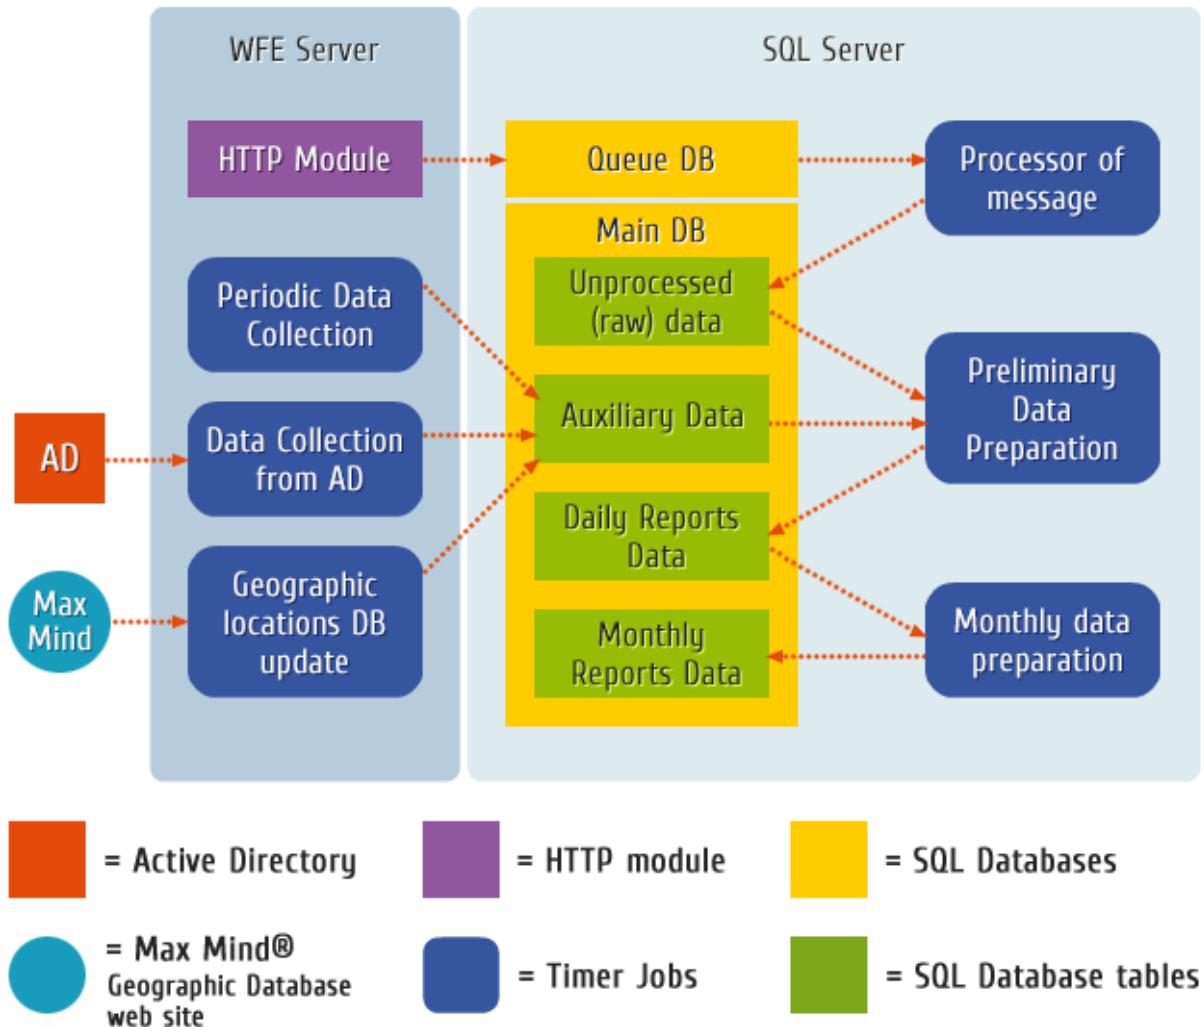 WFE Server
SQL Server
HTTP Module
Queue DB
Processor of
message
Main DB
Periodic Data
Collection
Unprocessed
(raw) data
Preliminary
Data
Preparation
AD
Data Collection
from AD
Auxiliary Data
Daily Reports
Data
Max
Mind
Geographic
locations DB
update
Monthly
Reports Data
Monthly data
preparation
= Active Directory
= HTTP module
= SQL Databases
= Max Mind®
Geographic Database
web site
= Timer Jobs
= SQL Database tables